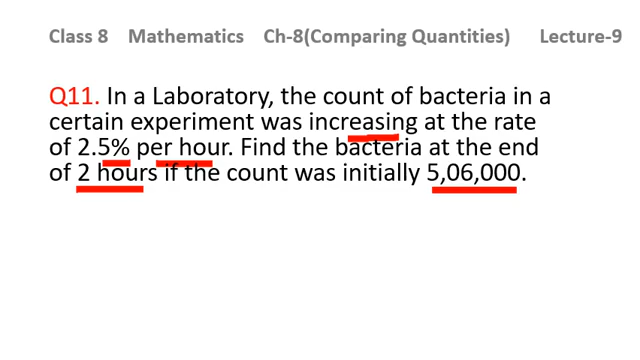 Class 8 Mathematics Ch-8(Comparing Quantities) Lecture-9
Q11. In a Laboratory, the count of bacteria in a
certain experiment was increasing at the rate
of 2.5% per hour. Find the bacteria at the end
of 2 hours if the count was initially 5,06,000.